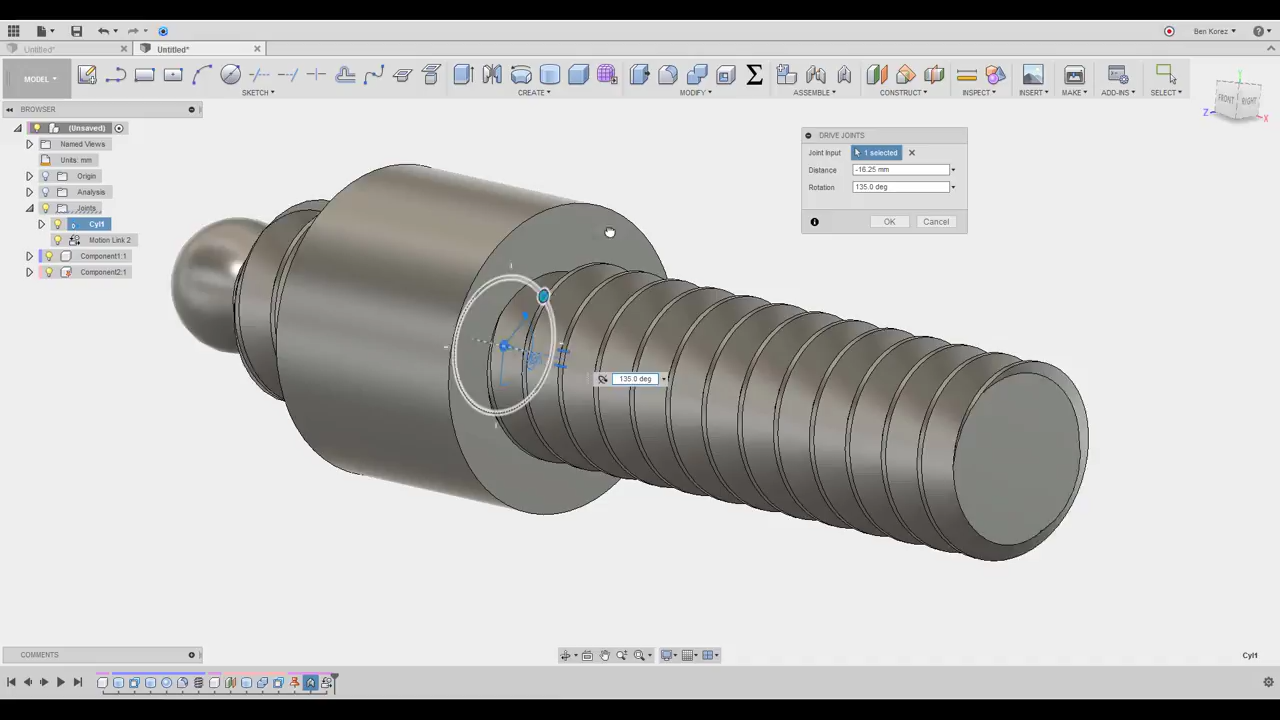 Ben Korez
Untitled*
Untitled*
MODEL
SKETCH
CREATE
MODIFY
ASSEMBLE
CONSTRUCT
INSPECT
INSERT
MAKE
ADD-INS
SELECT
BROWSER
(Unsaved)
Named Views
Units: mm
Origin
Analysis
Joints
Cyl1
Motion Link 2
Component1:1
Component2:1
FRONT
RIGHT
Y
Z
X
DRIVE JOINTS
Joint Input
1 selected
Distance
-16.25 mm
Rotation
135.0 deg
OK
Cancel
135.0 deg
COMMENTS
Cyl1